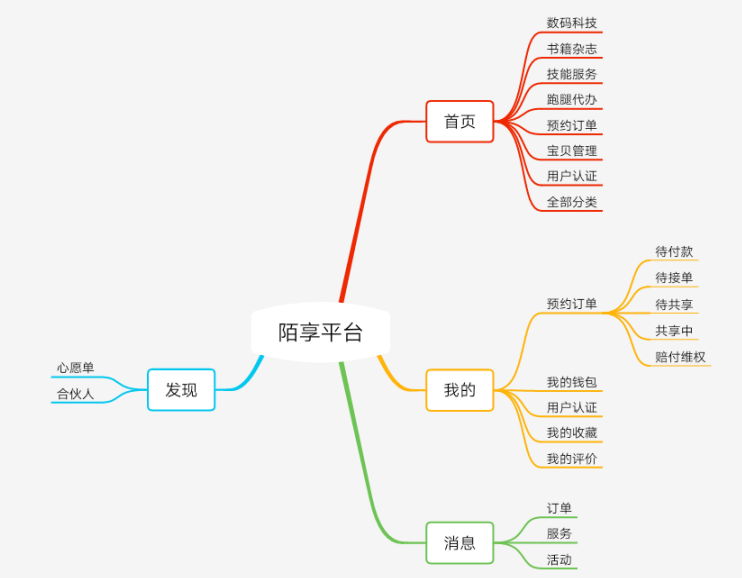 陌享平台
首页
数码科技
书籍杂志
技能服务
跑腿代办
预约订单
宝贝管理
用户认证
全部分类
我的
预约订单
待付款
待接单
待共享
共享中
赔付维权
我的钱包
用户认证
我的收藏
我的评价
消息
订单
服务
活动
发现
心愿单
合伙人